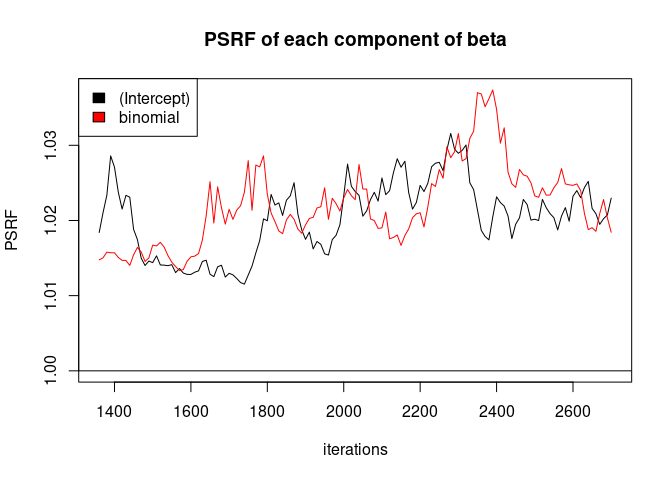 PSRF of each component of beta
(Intercept)
binomial
PSRF
1.03
1.02
1.01
1.00
1400 1600 1800 2000 2200 2400 2600
iterations